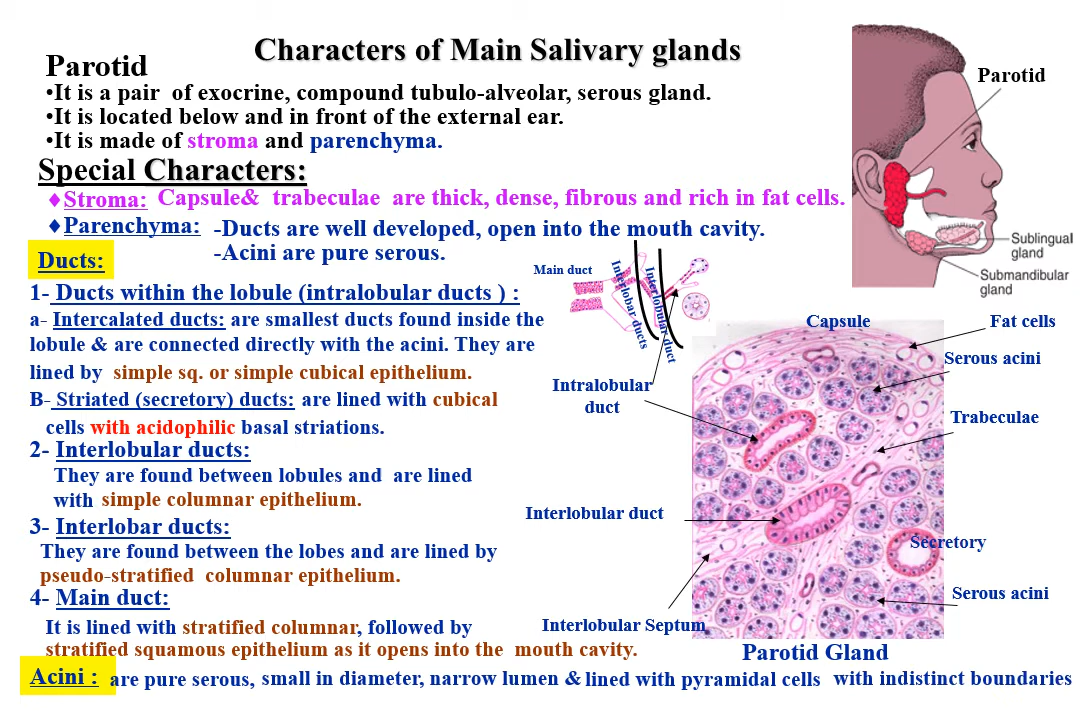 Characters of Main Salivary glands
Parotid
•It is a pair of exocrine, compound tubulo-alveolar, serous gland.
•It is located below and in front of the external ear.
•It is made of stroma and parenchyma.
Special Characters:
♦Stroma: Capsule& trabeculae are thick, dense, fibrous and rich in fat cells.
♦Parenchyma: -Ducts are well developed, open into the mouth cavity.
-Acini are pure serous.
Ducts:
1- Ducts within the lobule (intralobular ducts ) :
a- Intercalated ducts: are smallest ducts found inside the
lobule & are connected directly with the acini. They are
lined by simple sq. or simple cubical epithelium.
B- Striated (secretory) ducts: are lined with cubical
cells with acidophilic basal striations.
2- Interlobular ducts:
They are found between lobules and are lined
with simple columnar epithelium.
3- Interlobar ducts:
They are found between the lobes and are lined by
pseudo-stratified columnar epithelium.
4- Main duct:
It is lined with stratified columnar, followed by
stratified squamous epithelium as it opens into the mouth cavity.
Acini : are pure serous, small in diameter, narrow lumen & lined with pyramidal cells with indistinct boundaries
Parotid
Sublingual
gland
Submandibular
gland
Main duct
Interlobar ducts
Interlobular duct
Intralobular
duct
Interlobular duct
Interlobular Septum
Capsule
Fat cells
Serous acini
Trabeculae
Secretory
Serous acini
Parotid Gland